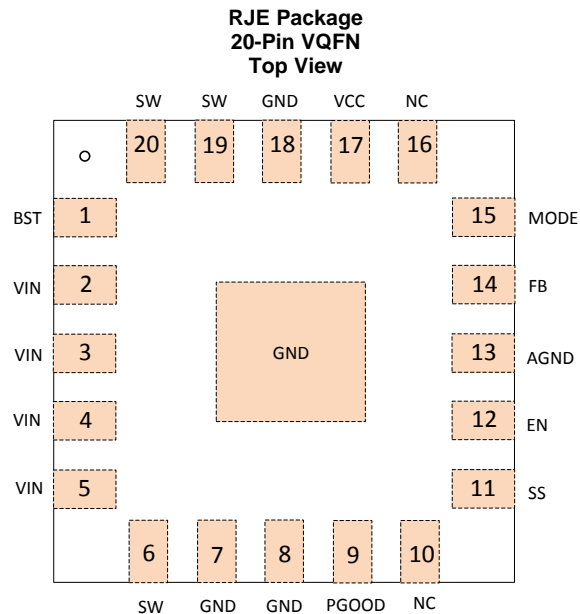 RJE Package
20-Pin VQFN
Top View
SW SW GND VCC NC
20 19 18 17 16
BST 1 15 MODE
VIN 2 14 FB
VIN 3 GND 13 AGND
VIN 4 12 EN
VIN 5 11 SS
6 7 8 9 10
SW GND GND PGOOD NC